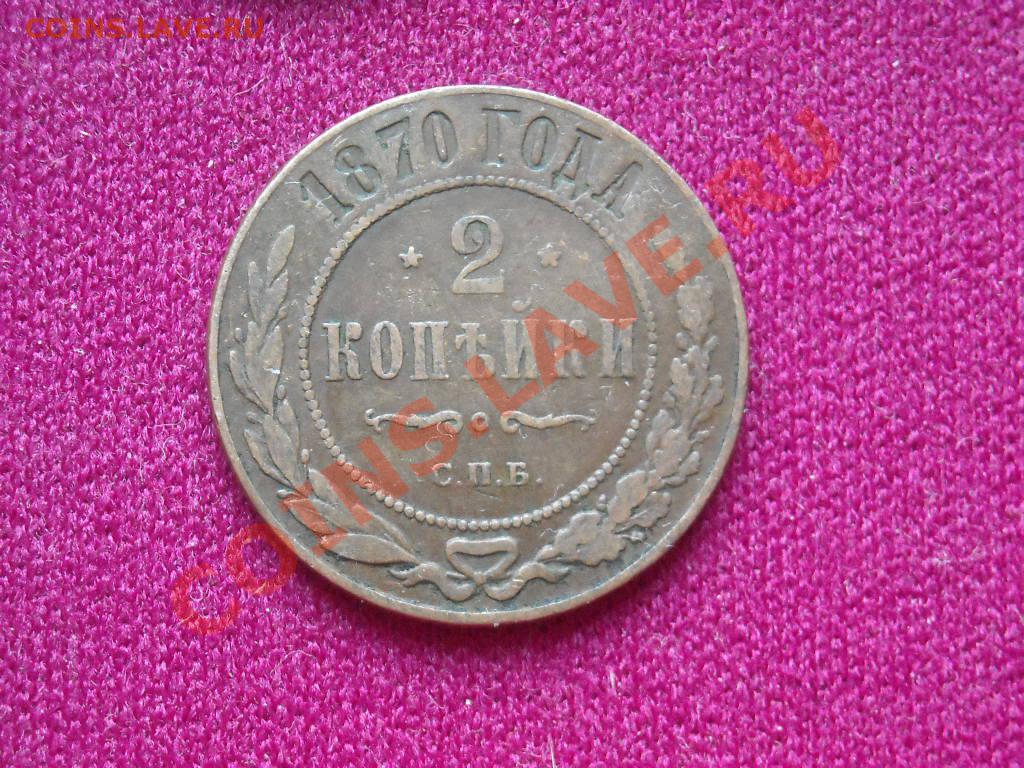 COINS.LAVE.RU
1870 ГОДА
2
КОПѢЙКИ
С.П.Б.
COINS.LAVE.RU